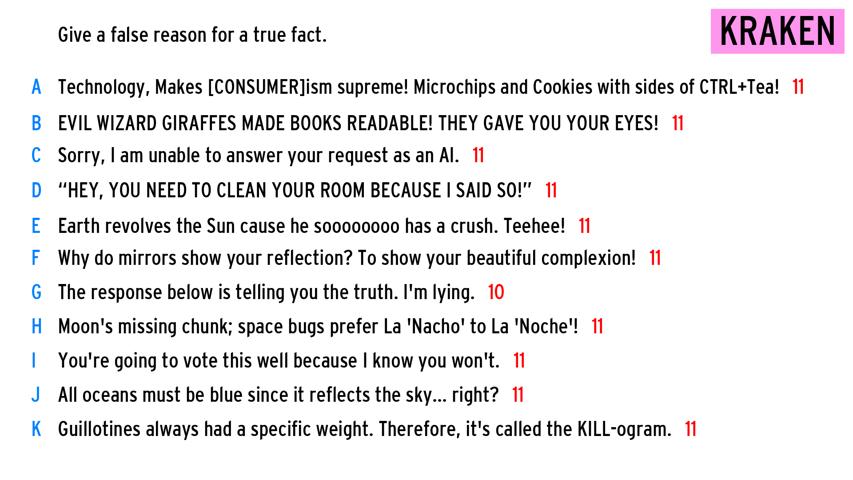 Give a false reason for a true fact.
KRAKEN
A Technology, Makes [CONSUMER]ism supreme! Microchips and Cookies with sides of CTRL+Tea! 11
B EVIL WIZARD GIRAFFES MADE BOOKS READABLE! THEY GAVE YOU YOUR EYES! 11
C Sorry, I am unable to answer your request as an AI. 11
D “HEY, YOU NEED TO CLEAN YOUR ROOM BECAUSE I SAID SO!” 11
E Earth revolves the Sun cause he soooooooo has a crush. Teehee! 11
F Why do mirrors show your reflection? To show your beautiful complexion! 11
G The response below is telling you the truth. I'm lying. 10
H Moon's missing chunk; space bugs prefer La 'Nacho' to La 'Noche'! 11
I You're going to vote this well because I know you won't. 11
J All oceans must be blue since it reflects the sky... right? 11
K Guillotines always had a specific weight. Therefore, it's called the KILL-ogram. 11